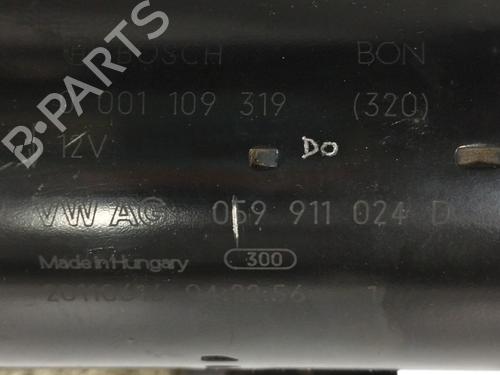 BOSCH BON
001 109 319 (320)
12V DO
VW AG 059 911 024 D
Made in Hungary 300
B-PARTS